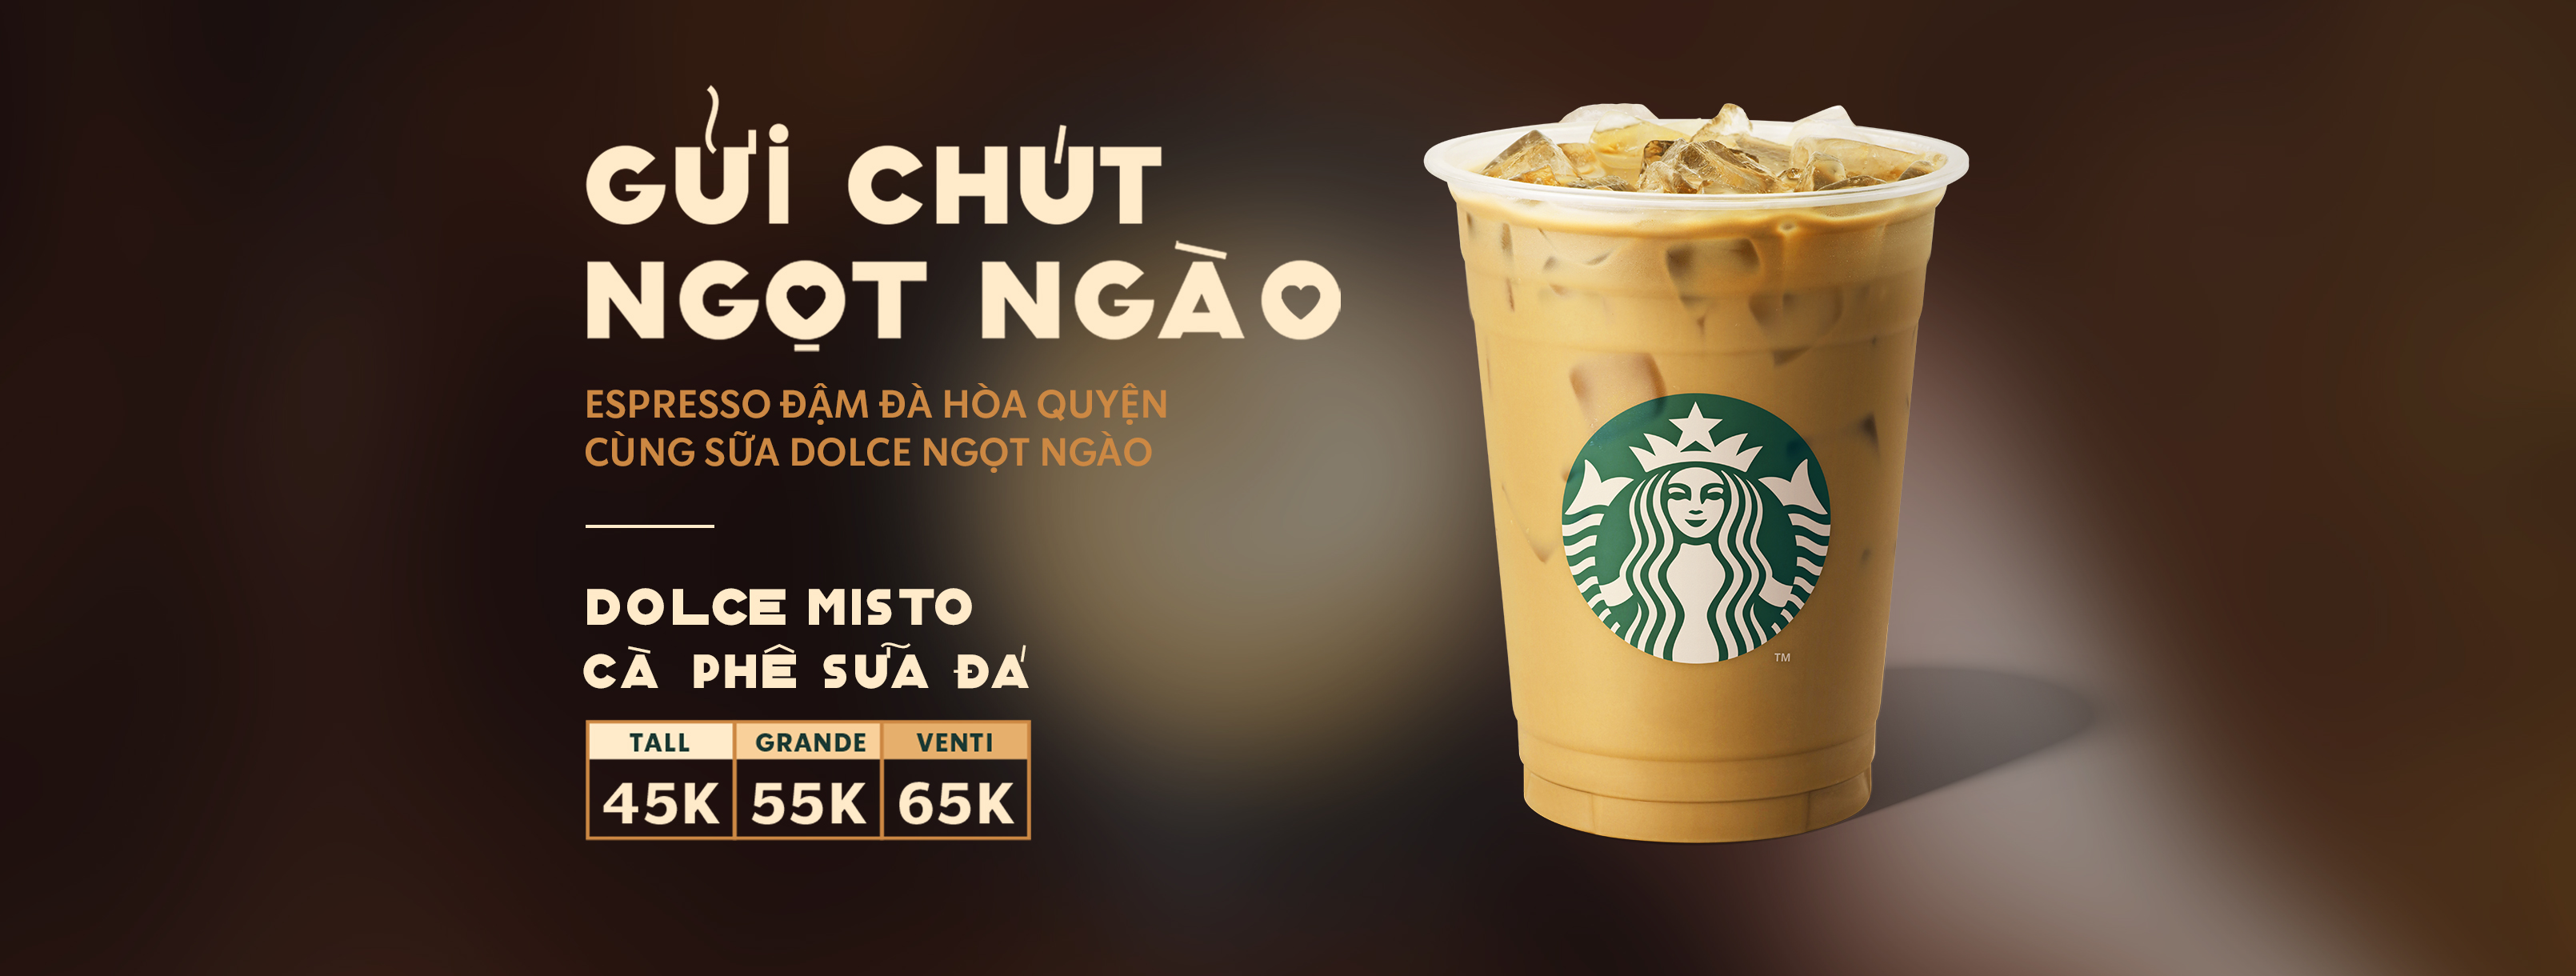 GỬI CHÚT
NGỌT NGÀO
ESPRESSO ĐẬM ĐÀ HÒA QUYỆN
CÙNG SỮA DOLCE NGỌT NGÀO
DOLCE MISTO
CÀ PHÊ SỮA ĐÁ
TALL GRANDE VENTI
45K 55K 65K
TM